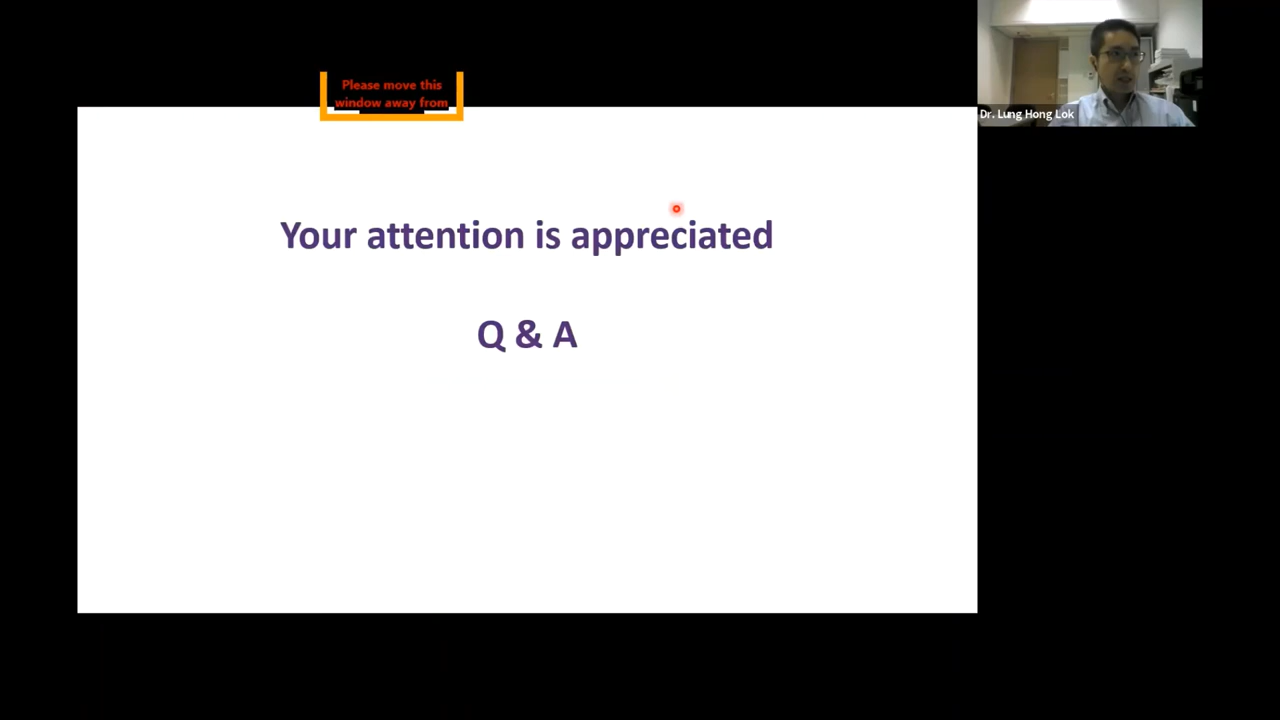 Please move this
window away from
Dr. Lung Hong Lok
Your attention is appreciated
Q & A